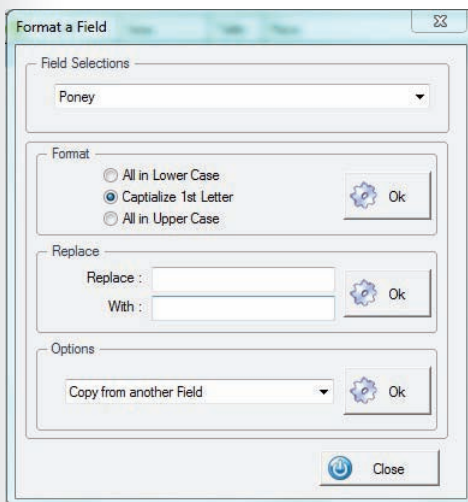 Format a Field
Field Selections
Poney
Format
All in Lower Case
Captialize 1st Letter
All in Upper Case
Ok
Replace
Replace :
With :
Ok
Options
Copy from another Field
Ok
Close